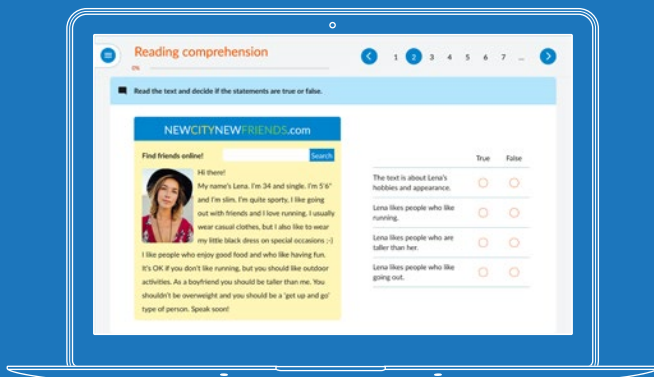 Reading comprehension
0%
1 2 3 4 5 6 7 ...
Read the text and decide if the statements are true or false.
NEWCITYNEWFRIENDS.com
Find friends online!
Search
Hi there!
My name's Lena. I'm 34 and single. I'm 5'6"
and I'm slim. I'm quite sporty, I like going
out with friends and I love running. I usually
wear casual clothes, but I also like to wear
my little black dress on special occasions ;-)
I like people who enjoy good food and who like having fun.
It's OK if you don't like running, but you should like outdoor
activities. As a boyfriend you should be taller than me. You
shouldn't be overweight and you should be a 'get up and go'
type of person. Speak soon!
True False
The text is about Lena's
hobbies and appearance.
Lena likes people who like
running.
Lena likes people who are
taller than her.
Lena likes people who like
going out.